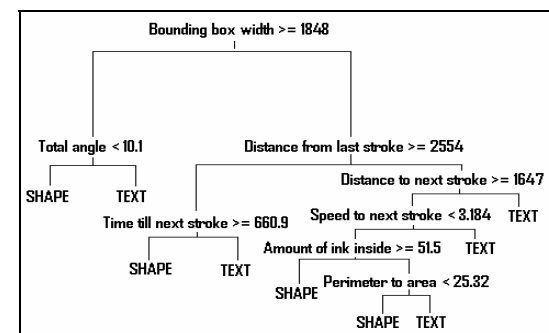 Bounding box width >= 1848
Total angle < 10.1
Distance from last stroke >= 2554
SHAPE
TEXT
Distance to next stroke >= 1647
Time till next stroke >= 660.9
Speed to next stroke < 3.184
TEXT
SHAPE
TEXT
Amount of ink inside >= 51.5
TEXT
SHAPE
Perimeter to area < 25.32
SHAPE
TEXT